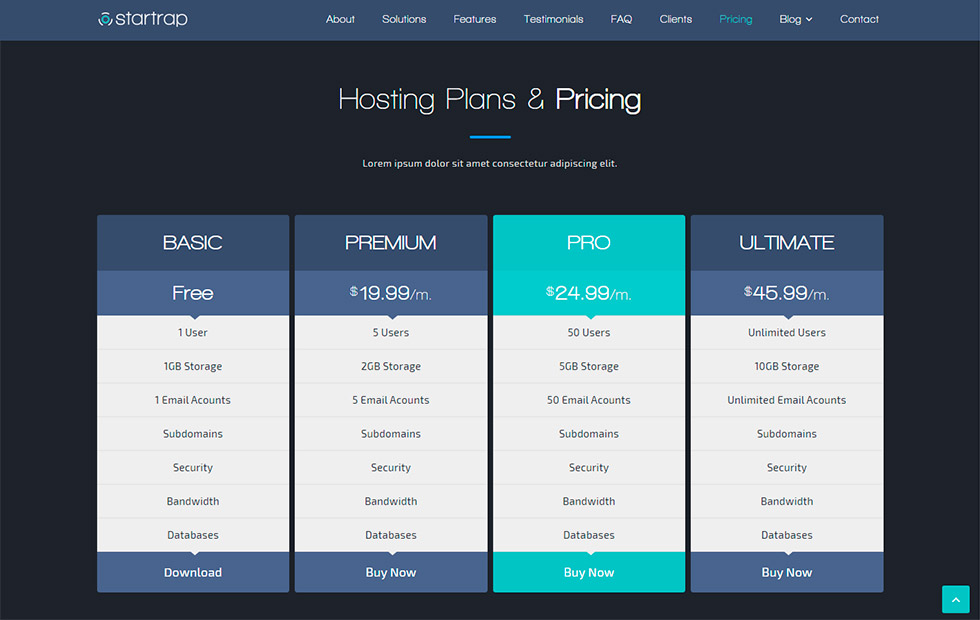 startrap
About Solutions Features Testimonials FAQ Clients Pricing Blog Contact
Hosting Plans & Pricing
Lorem ipsum dolor sit amet consectetur adipiscing elit.
BASIC
Free
1 User
1GB Storage
1 Email Acounts
Subdomains
Security
Bandwidth
Databases
Download
PREMIUM
$19.99/m.
5 Users
2GB Storage
5 Email Acounts
Subdomains
Security
Bandwidth
Databases
Buy Now
PRO
$24.99/m.
50 Users
5GB Storage
50 Email Acounts
Subdomains
Security
Bandwidth
Databases
Buy Now
ULTIMATE
$45.99/m.
Unlimited Users
10GB Storage
Unlimited Email Acounts
Subdomains
Security
Bandwidth
Databases
Buy Now